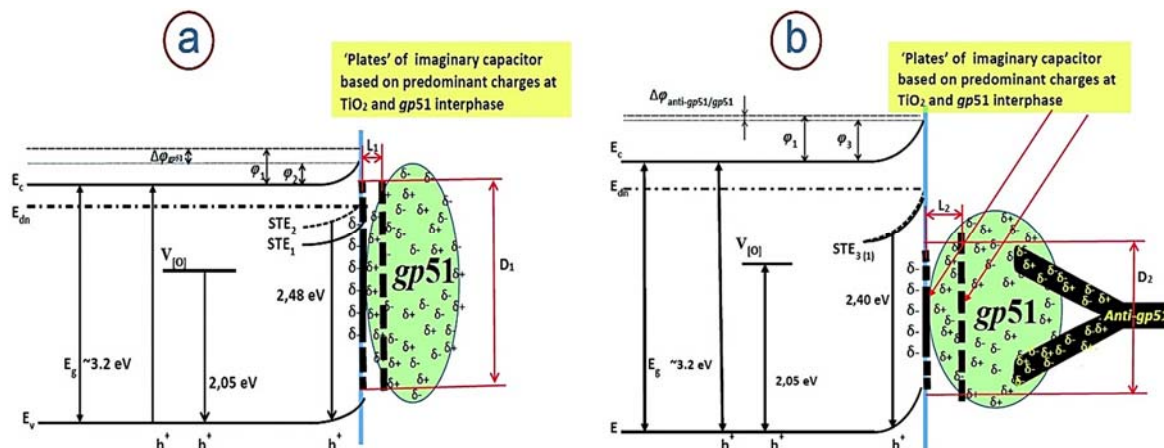 a
'Plates' of imaginary capacitor
based on predominant charges at
TiO₂ and gp51 interphase
Δφgp51
φ₁
φ₂
L₁
E꜀
Edn
STE₂
STE₁
V[O]
gp51
D₁
2,48 eV
Eg ~3.2 eV
2,05 eV
Eᵥ
h⁺
h⁺
h⁺
δ-
δ+
b
'Plates' of imaginary capacitor
based on predominant charges at
TiO₂ and gp51 interphase
Δφanti-gp51/gp51
φ₁
φ₃
E꜀
Edn
L₂
STE₃ (1)
V[O]
gp51
D₂
2,40 eV
Anti-gp51
Eg ~3.2 eV
2,05 eV
E
h⁺
h⁺
h⁺
δ-
δ+